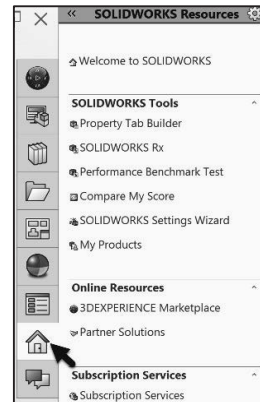 SOLIDWORKS Resources
Welcome to SOLIDWORKS
SOLIDWORKS Tools
Property Tab Builder
SOLIDWORKS Rx
Performance Benchmark Test
Compare My Score
SOLIDWORKS Settings Wizard
My Products
Online Resources
3DEXPERIENCE Marketplace
Partner Solutions
Subscription Services
Subscription Services